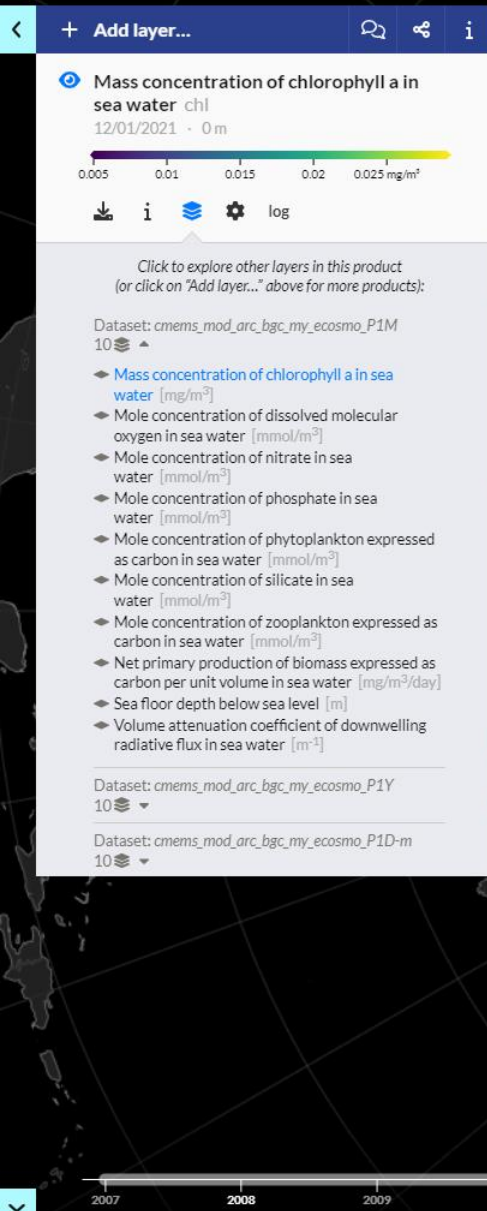 + Add layer...
Mass concentration of chlorophyll a in
sea water chl
12/01/2021 · 0 m
0.005 0.01 0.015 0.02 0.025 mg/m³
i log
Click to explore other layers in this product
(or click on "Add layer..." above for more products):
Dataset: cmems_mod_arc_bgc_my_ecosmo_P1M
10
Mass concentration of chlorophyll a in sea
water [mg/m³]
Mole concentration of dissolved molecular
oxygen in sea water [mmol/m³]
Mole concentration of nitrate in sea
water [mmol/m³]
Mole concentration of phosphate in sea
water [mmol/m³]
Mole concentration of phytoplankton expressed
as carbon in sea water [mmol/m³]
Mole concentration of silicate in sea
water [mmol/m³]
Mole concentration of zooplankton expressed as
carbon in sea water [mmol/m³]
Net primary production of biomass expressed as
carbon per unit volume in sea water [mg/m³/day]
Sea floor depth below sea level [m]
Volume attenuation coefficient of downwelling
radiative flux in sea water [m⁻¹]
Dataset: cmems_mod_arc_bgc_my_ecosmo_P1Y
10
Dataset: cmems_mod_arc_bgc_my_ecosmo_P1D-m
10
2007 2008 2009